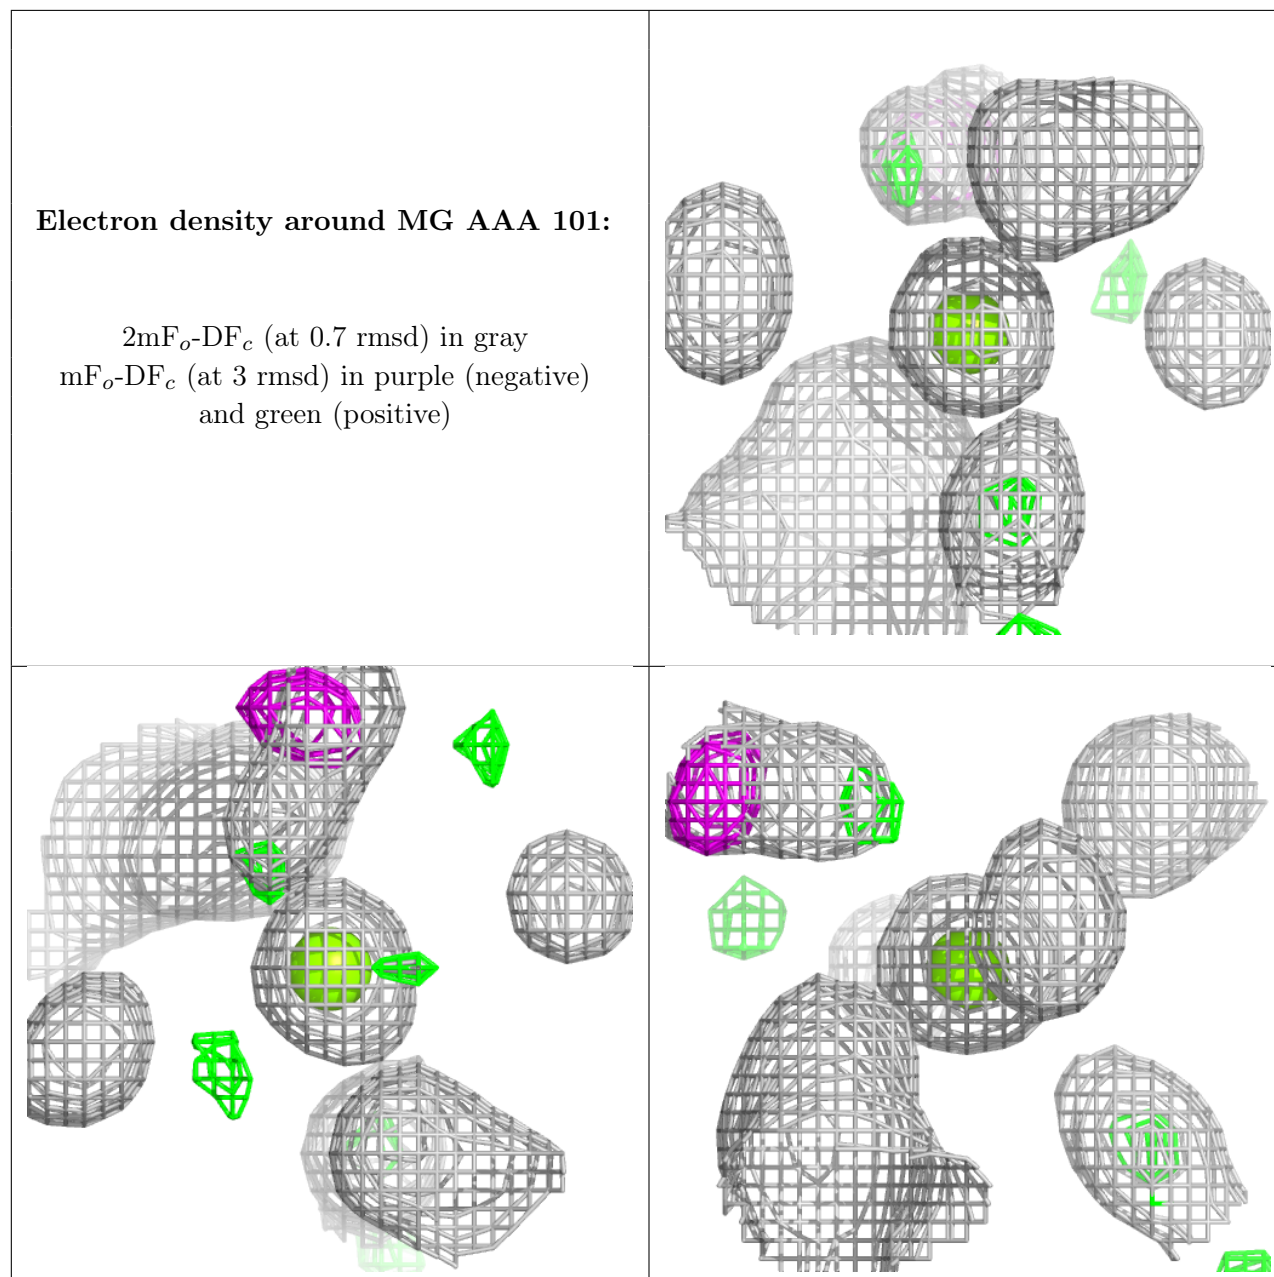 Electron density around MG AAA 101:
2mFo-DFc (at 0.7 rmsd) in gray
mFo-DFc (at 3 rmsd) in purple (negative)
and green (positive)